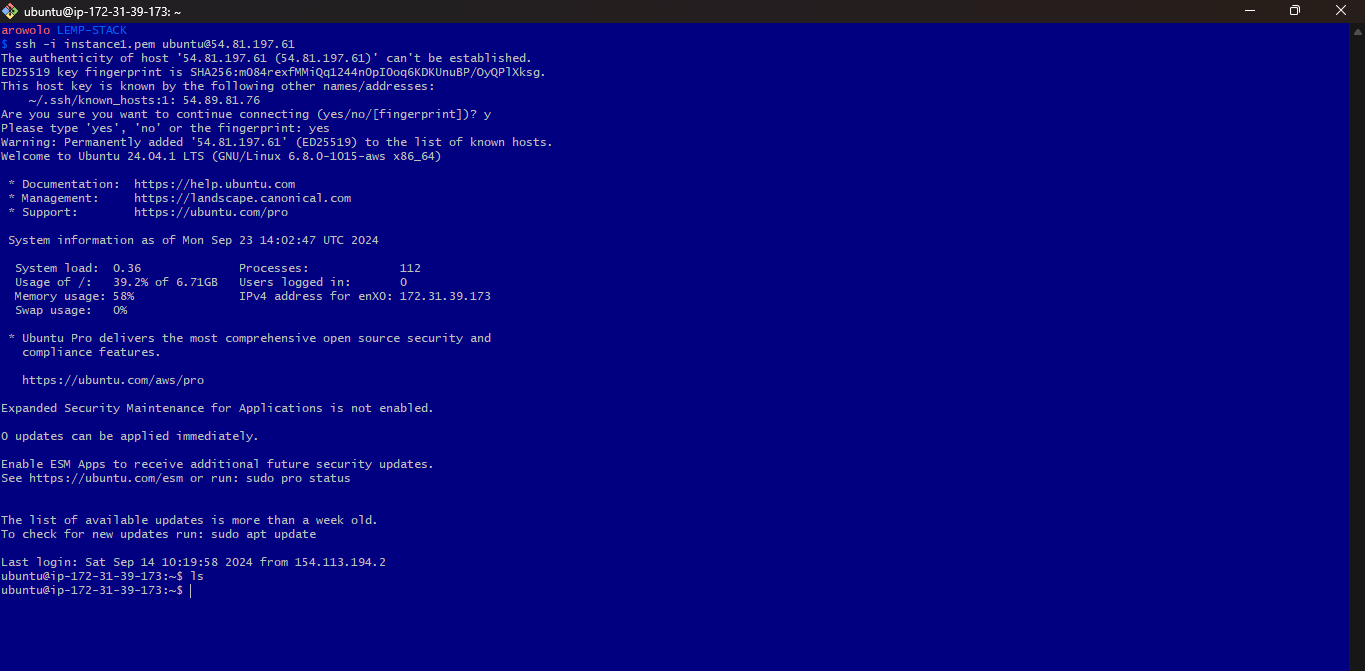 ubuntu@ip-172-31-39-173: ~
arowolo LEMP-STACK
$ ssh -i instance1.pem ubuntu@54.81.197.61
The authenticity of host '54.81.197.61 (54.81.197.61)' can't be established.
ED25519 key fingerprint is SHA256:mO84rexfMMiQq1244nOpIOoq6KDKUnuBP/OyQPlXksg.
This host key is known by the following other names/addresses:
    ~/.ssh/known_hosts:1: 54.89.81.76
Are you sure you want to continue connecting (yes/no/[fingerprint])? y
Please type 'yes', 'no' or the fingerprint: yes
Warning: Permanently added '54.81.197.61' (ED25519) to the list of known hosts.
Welcome to Ubuntu 24.04.1 LTS (GNU/Linux 6.8.0-1015-aws x86_64)
 * Documentation:  https://help.ubuntu.com
 * Management:     https://landscape.canonical.com
 * Support:        https://ubuntu.com/pro
 System information as of Mon Sep 23 14:02:47 UTC 2024
  System load:  0.36              Processes:             112
  Usage of /:   39.2% of 6.71GB   Users logged in:       0
  Memory usage: 58%               IPv4 address for enX0: 172.31.39.173
  Swap usage:   0%
 * Ubuntu Pro delivers the most comprehensive open source security and
   compliance features.
   https://ubuntu.com/aws/pro
Expanded Security Maintenance for Applications is not enabled.
0 updates can be applied immediately.
Enable ESM Apps to receive additional future security updates.
See https://ubuntu.com/esm or run: sudo pro status
The list of available updates is more than a week old.
To check for new updates run: sudo apt update
Last login: Sat Sep 14 10:19:58 2024 from 154.113.194.2
ubuntu@ip-172-31-39-173:~$ ls
ubuntu@ip-172-31-39-173:~$